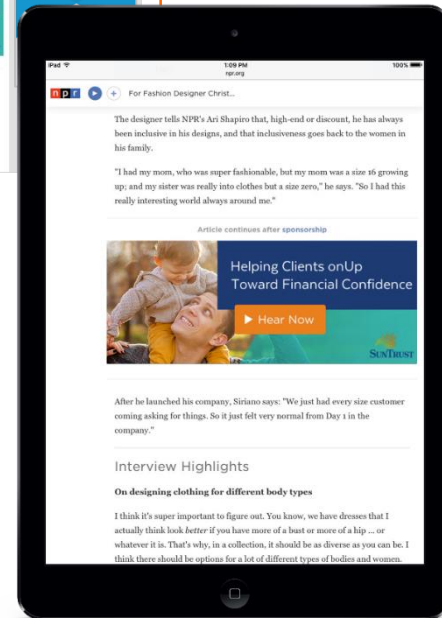 iPad 1:09 PM 100%
npr.org
npr + For Fashion Designer Christ...
The designer tells NPR's Ari Shapiro that, high-end or discount, he has always
been inclusive in his designs, and that inclusiveness goes back to the women in
his family.
"I had my mom, who was super fashionable, but my mom was a size 16 growing
up; and my sister was really into clothes but a size zero," he says. "So I had this
really interesting world always around me."
Article continues after sponsorship
Helping Clients onUp
Toward Financial Confidence
Hear Now
SUNTRUST
After he launched his company, Siriano says: "We just had every size customer
coming asking for things. So it just felt very normal from Day 1 in the
company."
Interview Highlights
On designing clothing for different body types
I think it's super important to figure out. You know, we have dresses that I
actually think look better if you have more of a bust or more of a hip ... or
whatever it is. That's why, in a collection, it should be as diverse as you can be. I
think there should be options for a lot of different types of bodies and women.